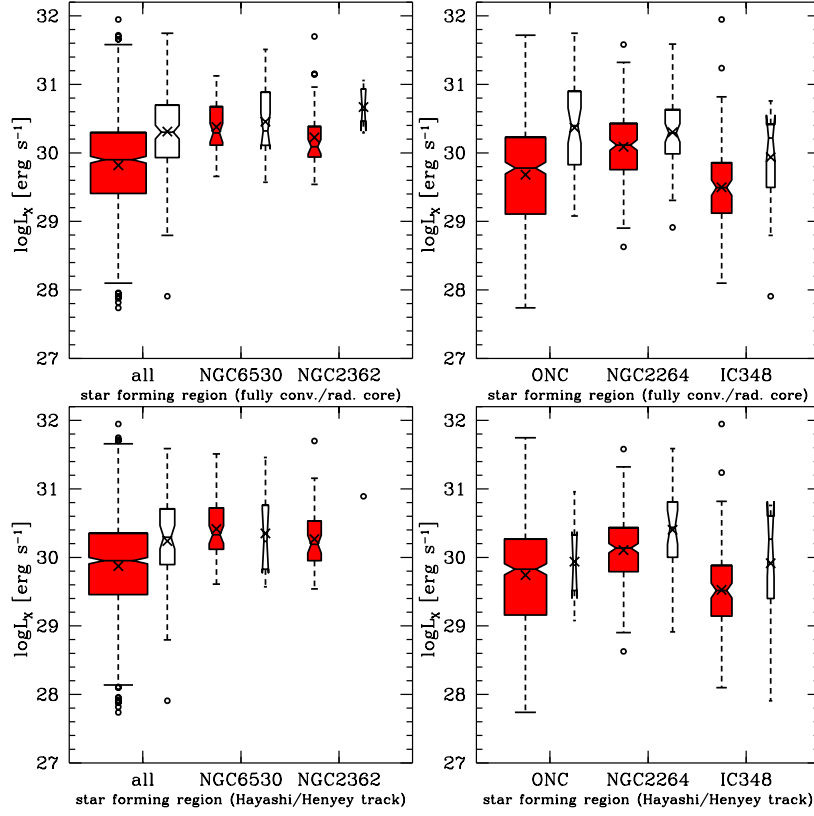 32
31
30
29
28
27
logL_X [erg s^-1]
all NGC6530 NGC2362
star forming region (fully conv./rad. core)
32
31
30
29
28
27
logL_X [erg s^-1]
ONC NGC2264 IC348
star forming region (fully conv./rad. core)
32
31
30
29
28
27
logL_X [erg s^-1]
all NGC6530 NGC2362
star forming region (Hayashi/Henyey track)
32
31
30
29
28
27
logL_X [erg s^-1]
ONC NGC2264 IC348
star forming region (Hayashi/Henyey track)